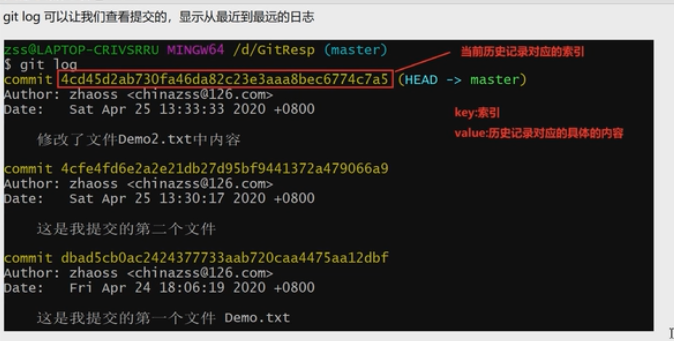 git log 可以让我们查看提交的，显示从最近到最远的日志
zss@LAPTOP-CRIVSRRU MINGW64 /d/GitResp (master)
当前历史记录对应的索引
$ git log
commit 4cd45d2ab730fa46da82c23e3aaa8bec6774c7a5 (HEAD -> master)
Author: zhaoss <chinazss@126.com>
Date:   Sat Apr 25 13:33:33 2020 +0800
key:索引
value:历史记录对应的具体的内容
修改了文件Demo2.txt中内容
commit 4cfe4fd6e2a2e21db27d95bf9441372a479066a9
Author: zhaoss <chinazss@126.com>
Date:   Sat Apr 25 13:30:17 2020 +0800
这是我提交的第二个文件
commit dbad5cb0ac2424377733aab720caa4475aa12dbf
Author: zhaoss <chinazss@126.com>
Date:   Fri Apr 24 18:06:19 2020 +0800
这是我提交的第一个文件 Demo.txt